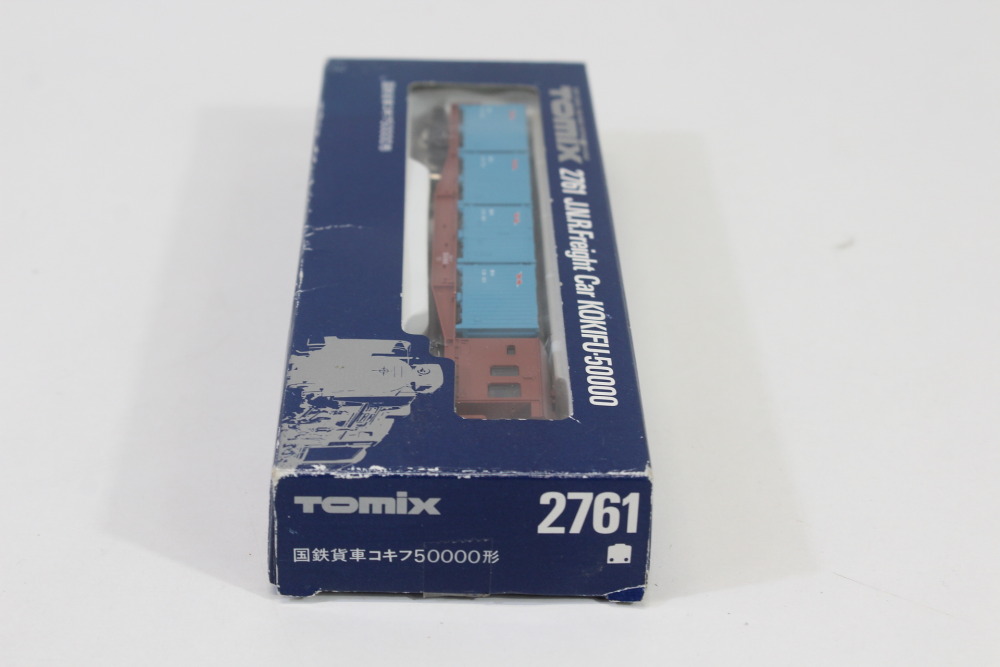 TOMIX 2761 J.N.R.Freight Car KOKIFU-50000
TOMIX
2761
国鉄貨車コキフ50000形